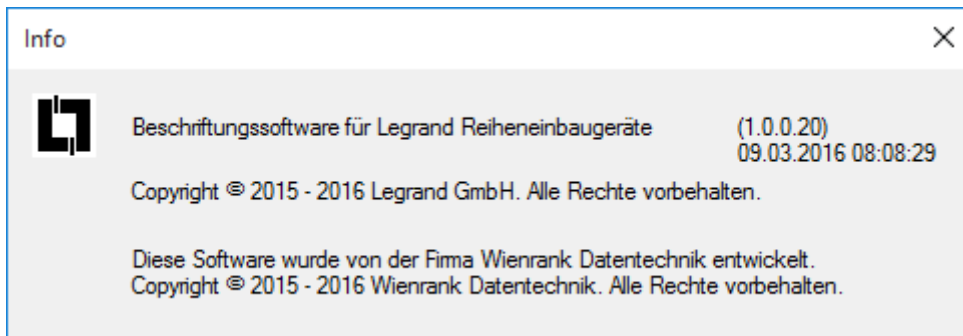 Info
Beschriftungssoftware für Legrand Reiheneinbaugeräte (1.0.0.20)
09.03.2016 08:08:29
Copyright © 2015 - 2016 Legrand GmbH. Alle Rechte vorbehalten.
Diese Software wurde von der Firma Wienrank Datentechnik entwickelt.
Copyright © 2015 - 2016 Wienrank Datentechnik. Alle Rechte vorbehalten.